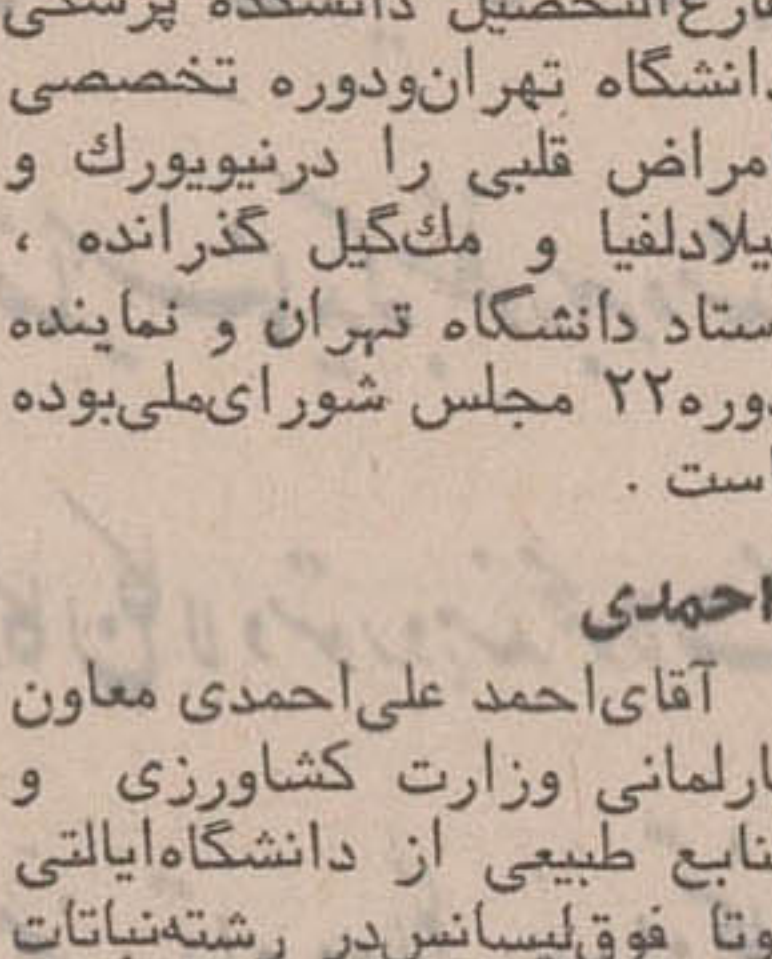 فارغ‌التحصیل دانشکده پزشکی
دانشگاه تهران‌ودوره تخصصی
امراض قلبی را درنیویورك و
فیلادلفیا و مك‌گیل گذرانده ،
استاد دانشگاه تهران و نماینده
دوره۲۲ مجلس شورای‌ملی‌بوده
است .
احمدی
آقای‌احمد علی‌احمدی معاون
پارلمانی وزارت کشاورزی و
منابع طبیعی از دانشگاه‌ایالتی
یوتا فوق‌لیسانس‌در رشته‌نباتات